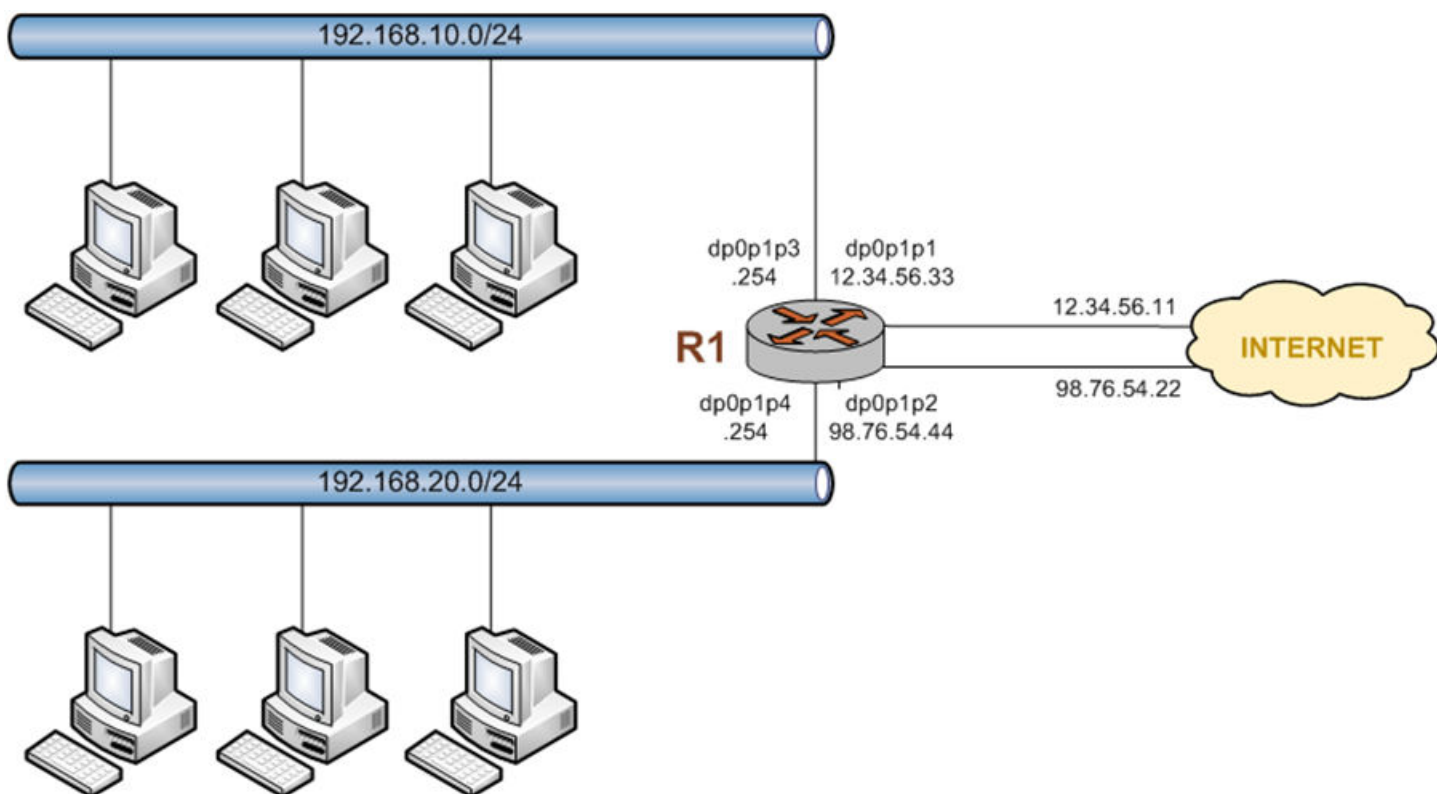 192.168.10.0/24
dp0p1p3
.254
dp0p1p1
12.34.56.33
12.34.56.11
R1
INTERNET
98.76.54.22
dp0p1p4
.254
dp0p1p2
98.76.54.44
192.168.20.0/24